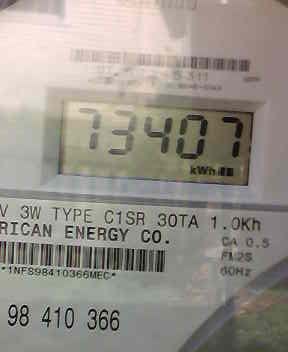 73407
kWh
V 3W TYPE C1SR 30TA 1.0Kh
RICAN ENERGY CO.
CA 0.5
FM2S
60Hz
*1NFS98410366MEC*
98 410 366